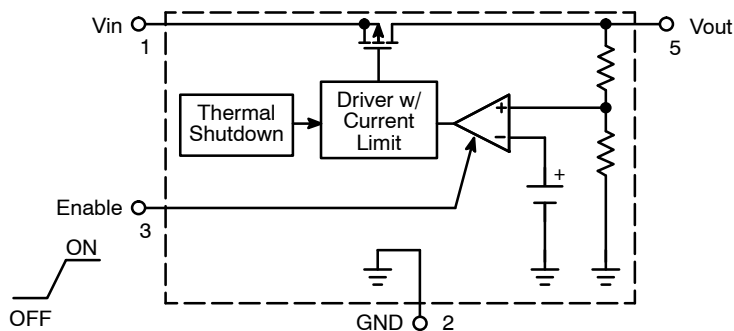 Vin
1
5
Vout
Thermal
Shutdown
Driver w/
Current
Limit
+
−
+
Enable
3
ON
OFF
GND
2